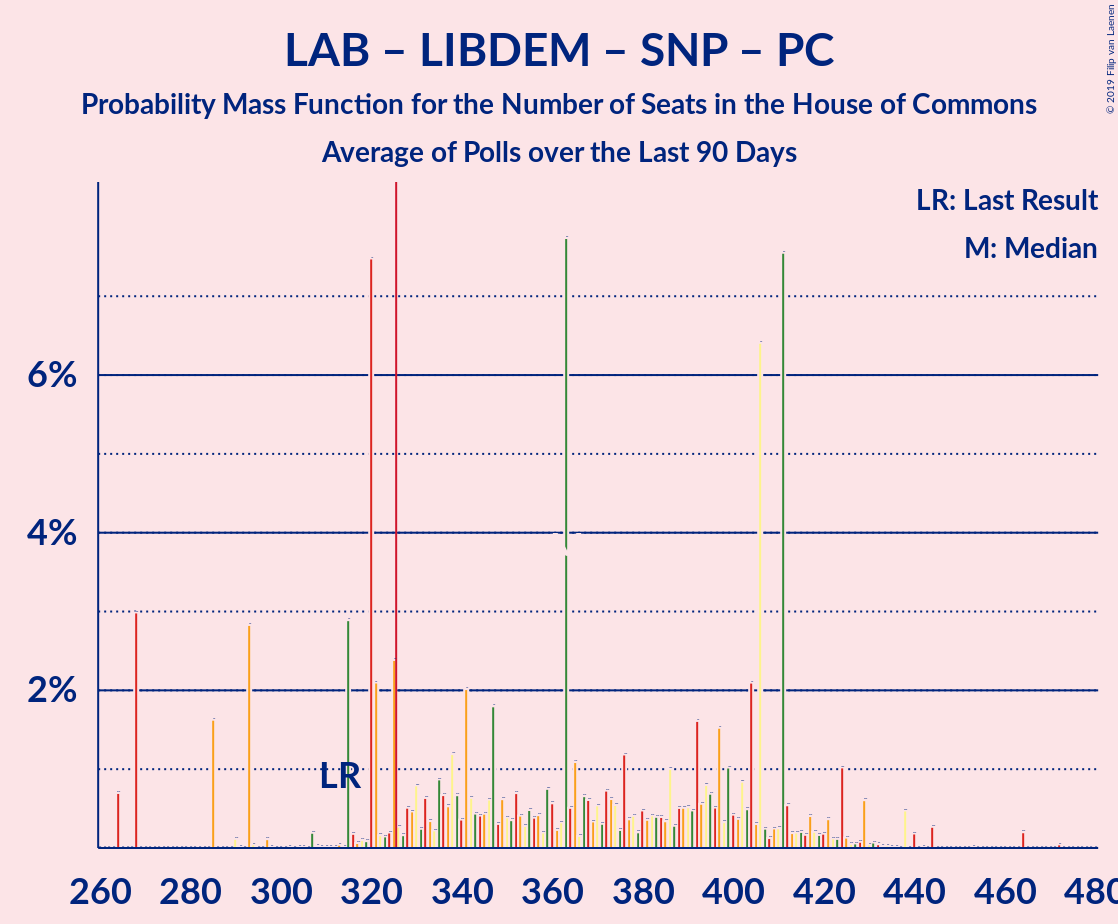 LAB – LIBDEM – SNP – PC
Probability Mass Function for the Number of Seats in the House of Commons
Average of Polls over the Last 90 Days
© 2019 Filip van Laenen
LR: Last Result
M: Median
6%
4%
2%
LR
260 280 300 320 340 360 380 400 420 440 460 480